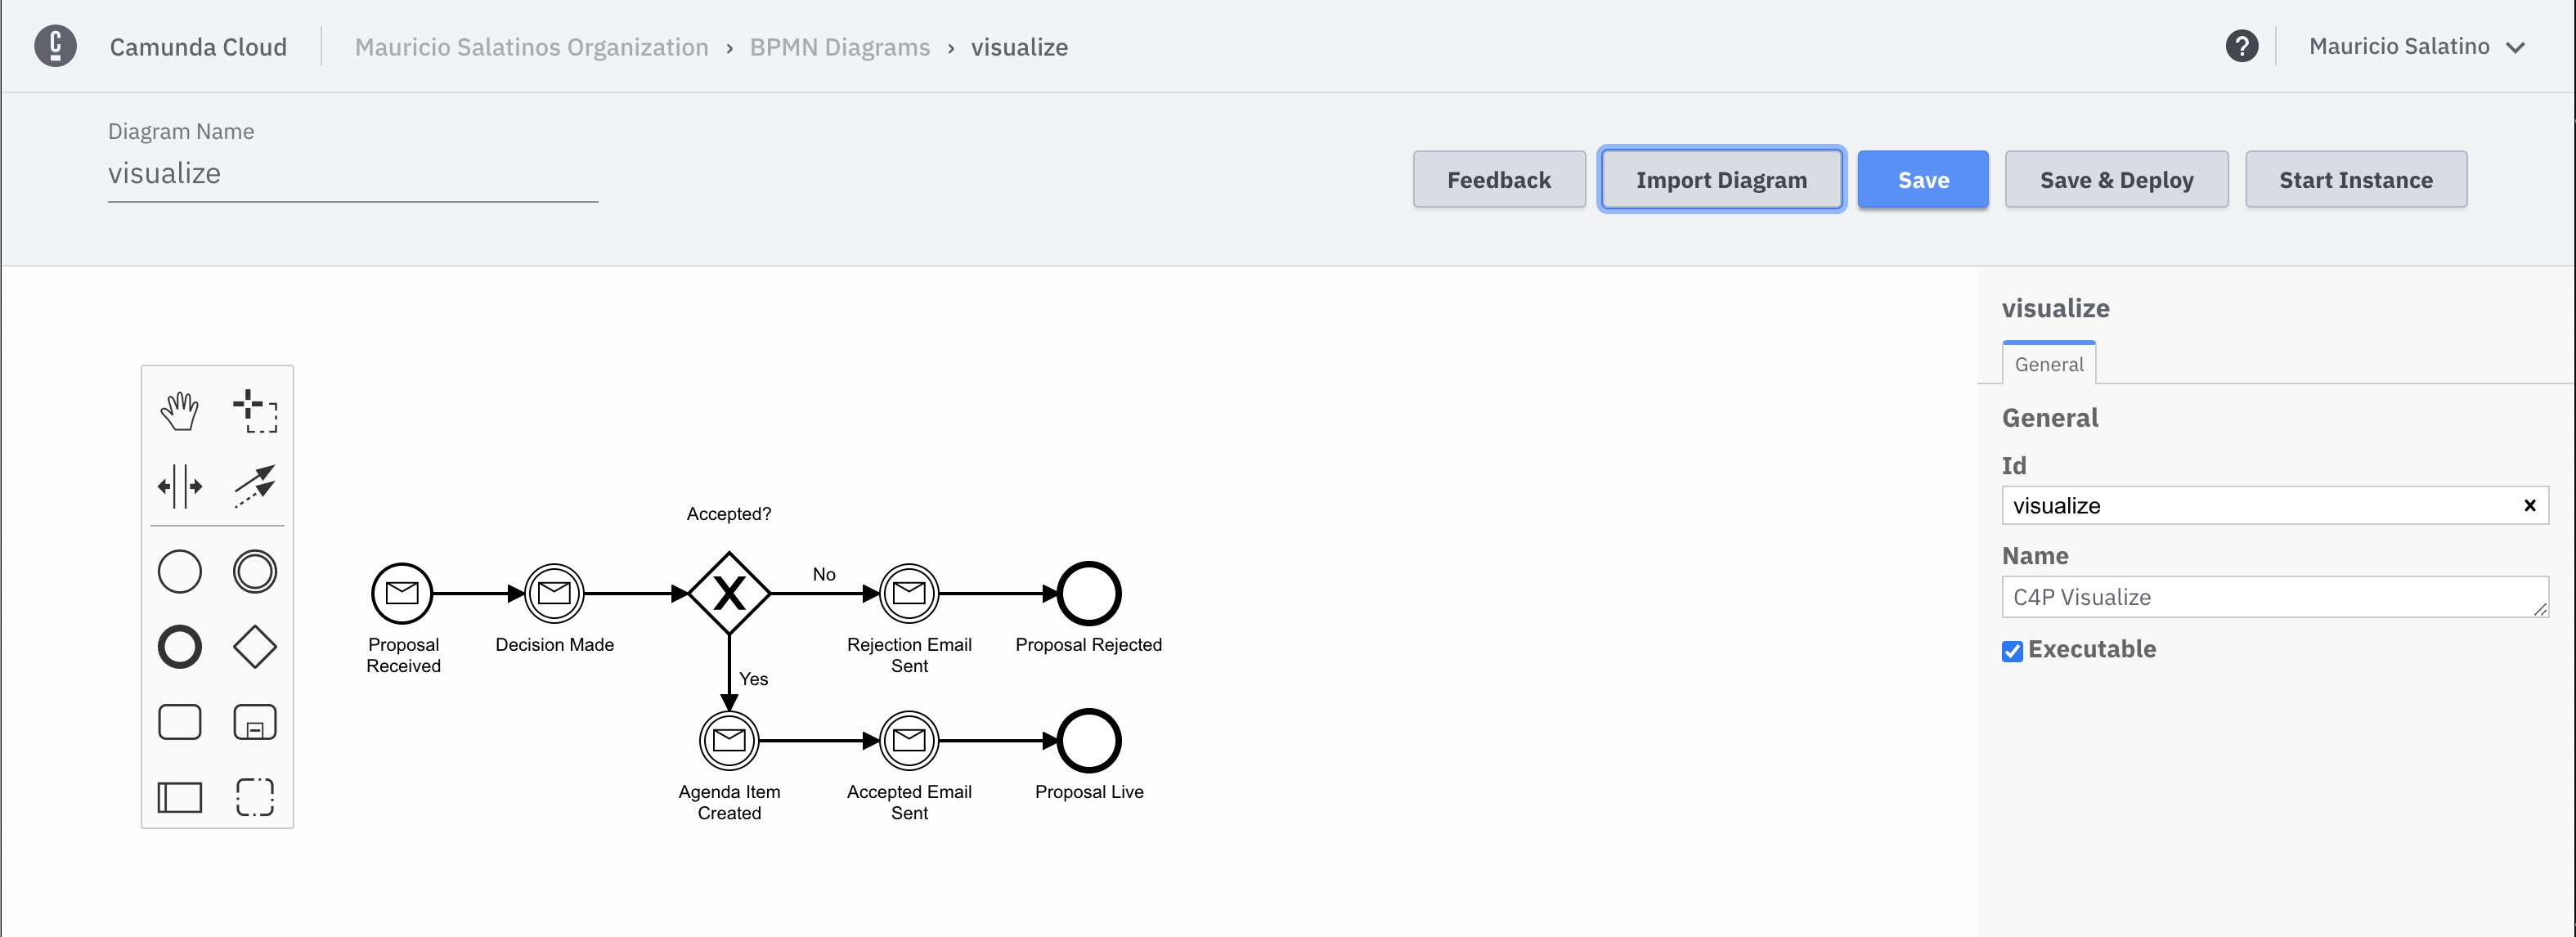 Camunda Cloud
Mauricio Salatinos Organization › BPMN Diagrams › visualize
? Mauricio Salatino
Diagram Name
visualize
Feedback
Import Diagram
Save
Save & Deploy
Start Instance
Accepted?
No
Proposal
Received
Decision Made
Rejection Email
Sent
Proposal Rejected
Yes
Agenda Item
Created
Accepted Email
Sent
Proposal Live
visualize
General
General
Id
visualize
Name
C4P Visualize
Executable